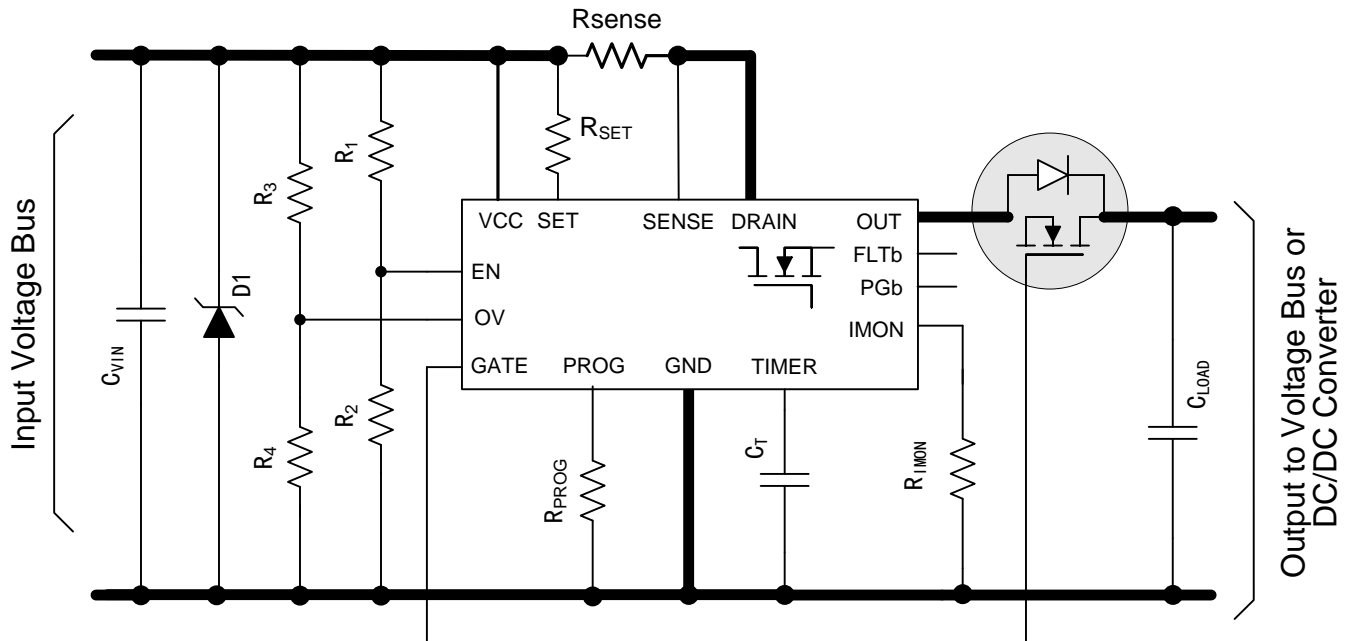 Rsense
RSET
R1
R3
VCC
SET
SENSE
DRAIN
OUT
FLTb
PGb
IMON
EN
OV
GATE
PROG
GND
TIMER
Input Voltage Bus
CVIN
D1
R4
R2
RPROG
CT
RIMON
CLOAD
Output to Voltage Bus or
DC/DC Converter